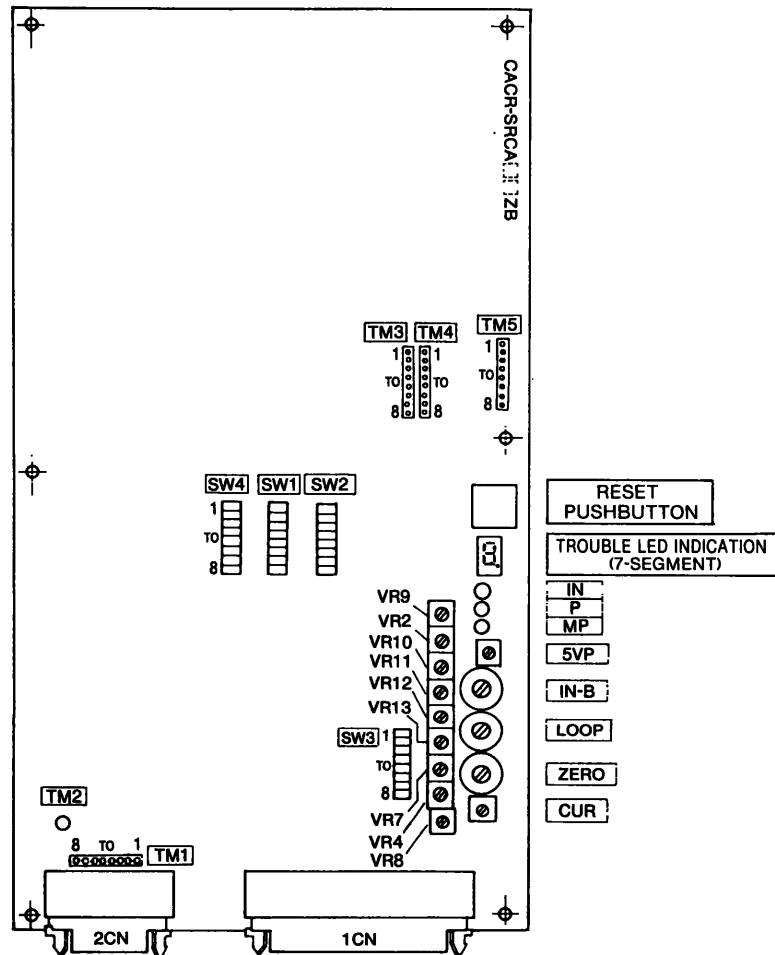 CACR-SRCA 1ZB
TM3 TM4 TM5
1 1 1
TO TO TO
8 8 8
SW4 SW1 SW2
1
TO
8
RESET
PUSHBUTTON
TROUBLE LED INDICATION
(7-SEGMENT)
IN
P
MP
5VP
IN-B
LOOP
ZERO
CUR
VR9
VR2
VR10
VR11
VR12
VR13
SW3
1
TO
8
VR7
VR4
VR8
TM2
8 TO 1
TM1
2CN 1CN